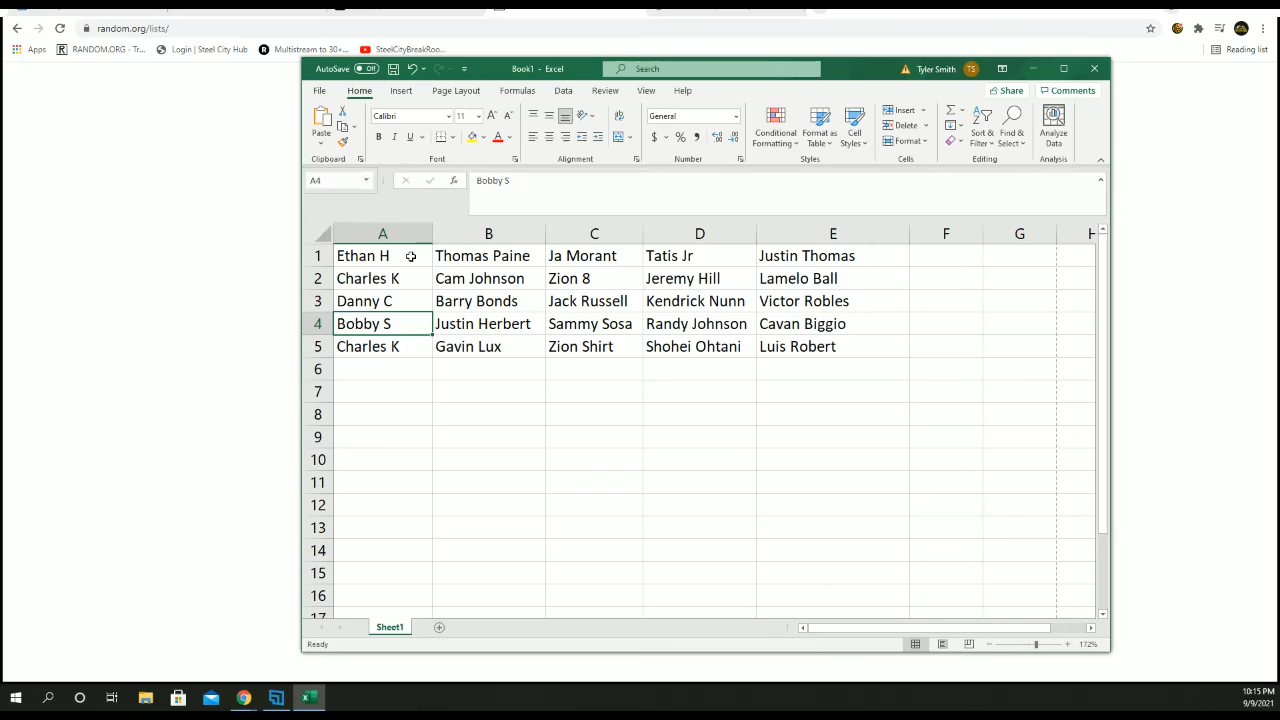 random.org/lists/
Apps RANDOM.ORG - Tr... Login | Steel City Hub Multistream to 30+... SteelCityBreakRoo... Reading list
AutoSave Off Book1 - Excel Search Tyler Smith TS
File Home Insert Draw Page Layout Formulas Data Review View Help Share Comments
Paste Calibri 11 General Conditional Formatting Format as Table Cell Styles Insert Delete Format Sort & Filter Find & Select Analyze Data
Clipboard Font Alignment Number Styles Cells Editing Analysis
A4 fx Bobby S
A B C D E F G H
1 Ethan H Thomas Paine Ja Morant Tatis Jr Justin Thomas
2 Charles K Cam Johnson Zion 8 Jeremy Hill Lamelo Ball
3 Danny C Barry Bonds Jack Russell Kendrick Nunn Victor Robles
4 Bobby S Justin Herbert Sammy Sosa Randy Johnson Cavan Biggio
5 Charles K Gavin Lux Zion Shirt Shohei Ohtani Luis Robert
6
7
8
9
10
11
12
13
14
15
16
17
Sheet1
Ready 172%
10:15 PM
9/9/2021